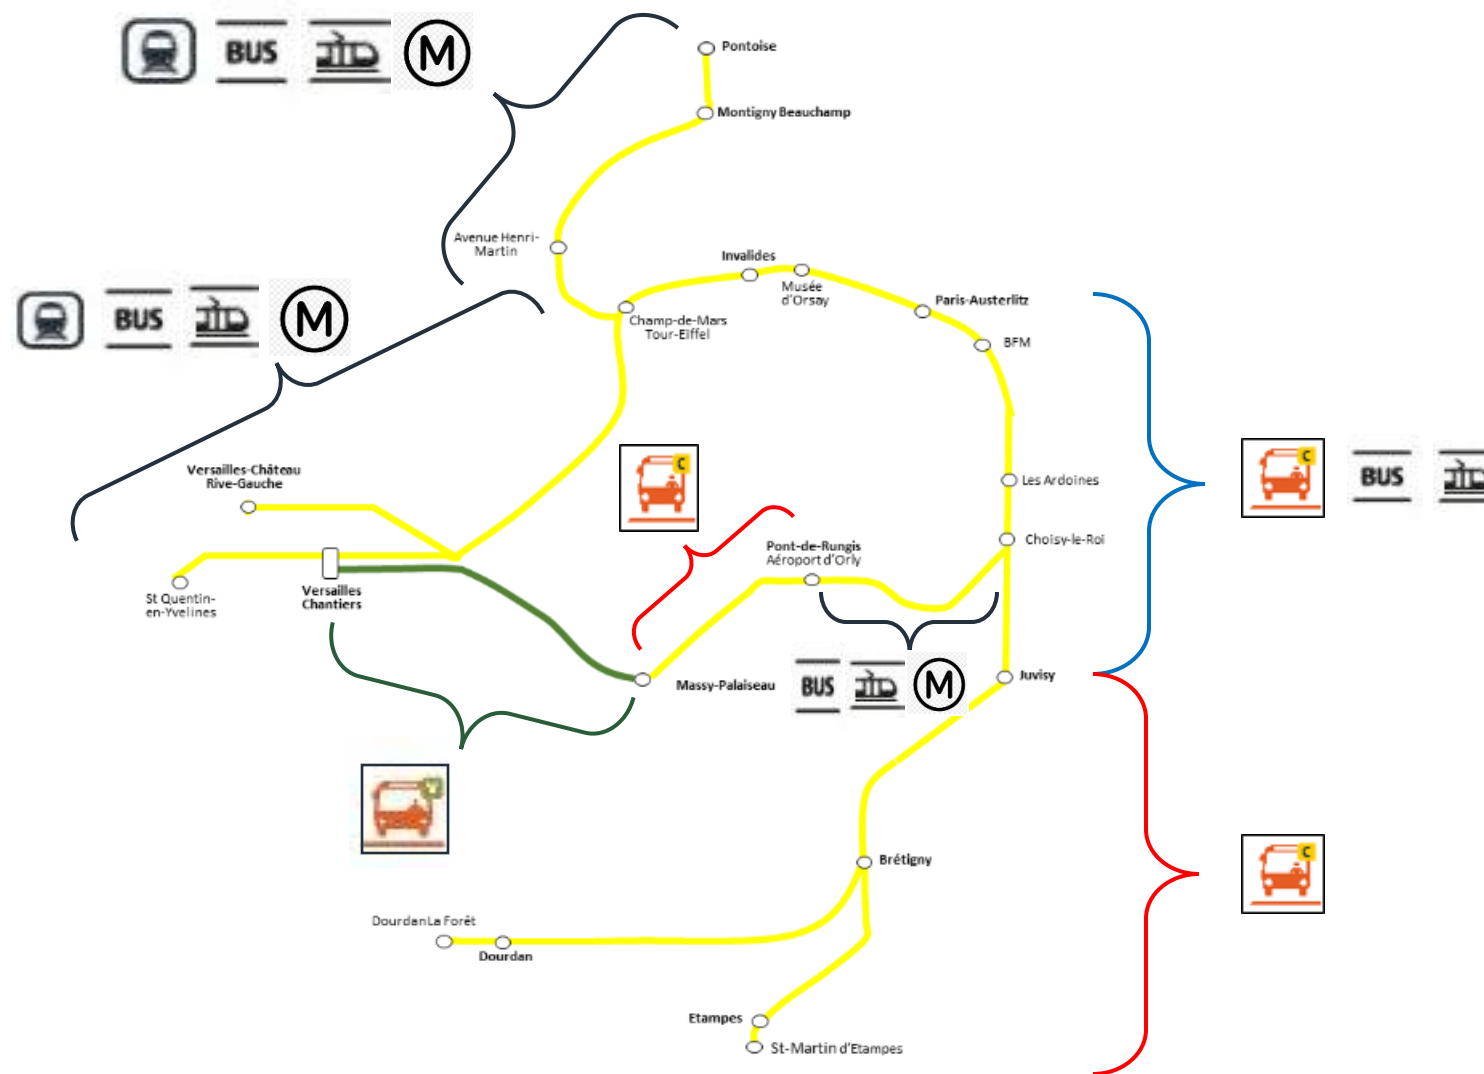 BUS
M
Pontoise
Montigny Beauchamp
Avenue Henri-
Martin
Invalides
Musée
d'Orsay
Paris-Austerlitz
BFM
Champ-de-Mars
Tour-Eiffel
BUS
M
Versailles-Château
Rive-Gauche
C
Les Ardoines
C
BUS
Choisy-le-Roi
Pont-de-Rungis
Aéroport d'Orly
St Quentin-
en-Yvelines
Versailles
Chantiers
Massy-Palaiseau
BUS
M
Juvisy
V
Brétigny
C
Dourdan La Forêt
Dourdan
Etampes
St-Martin d'Etampes